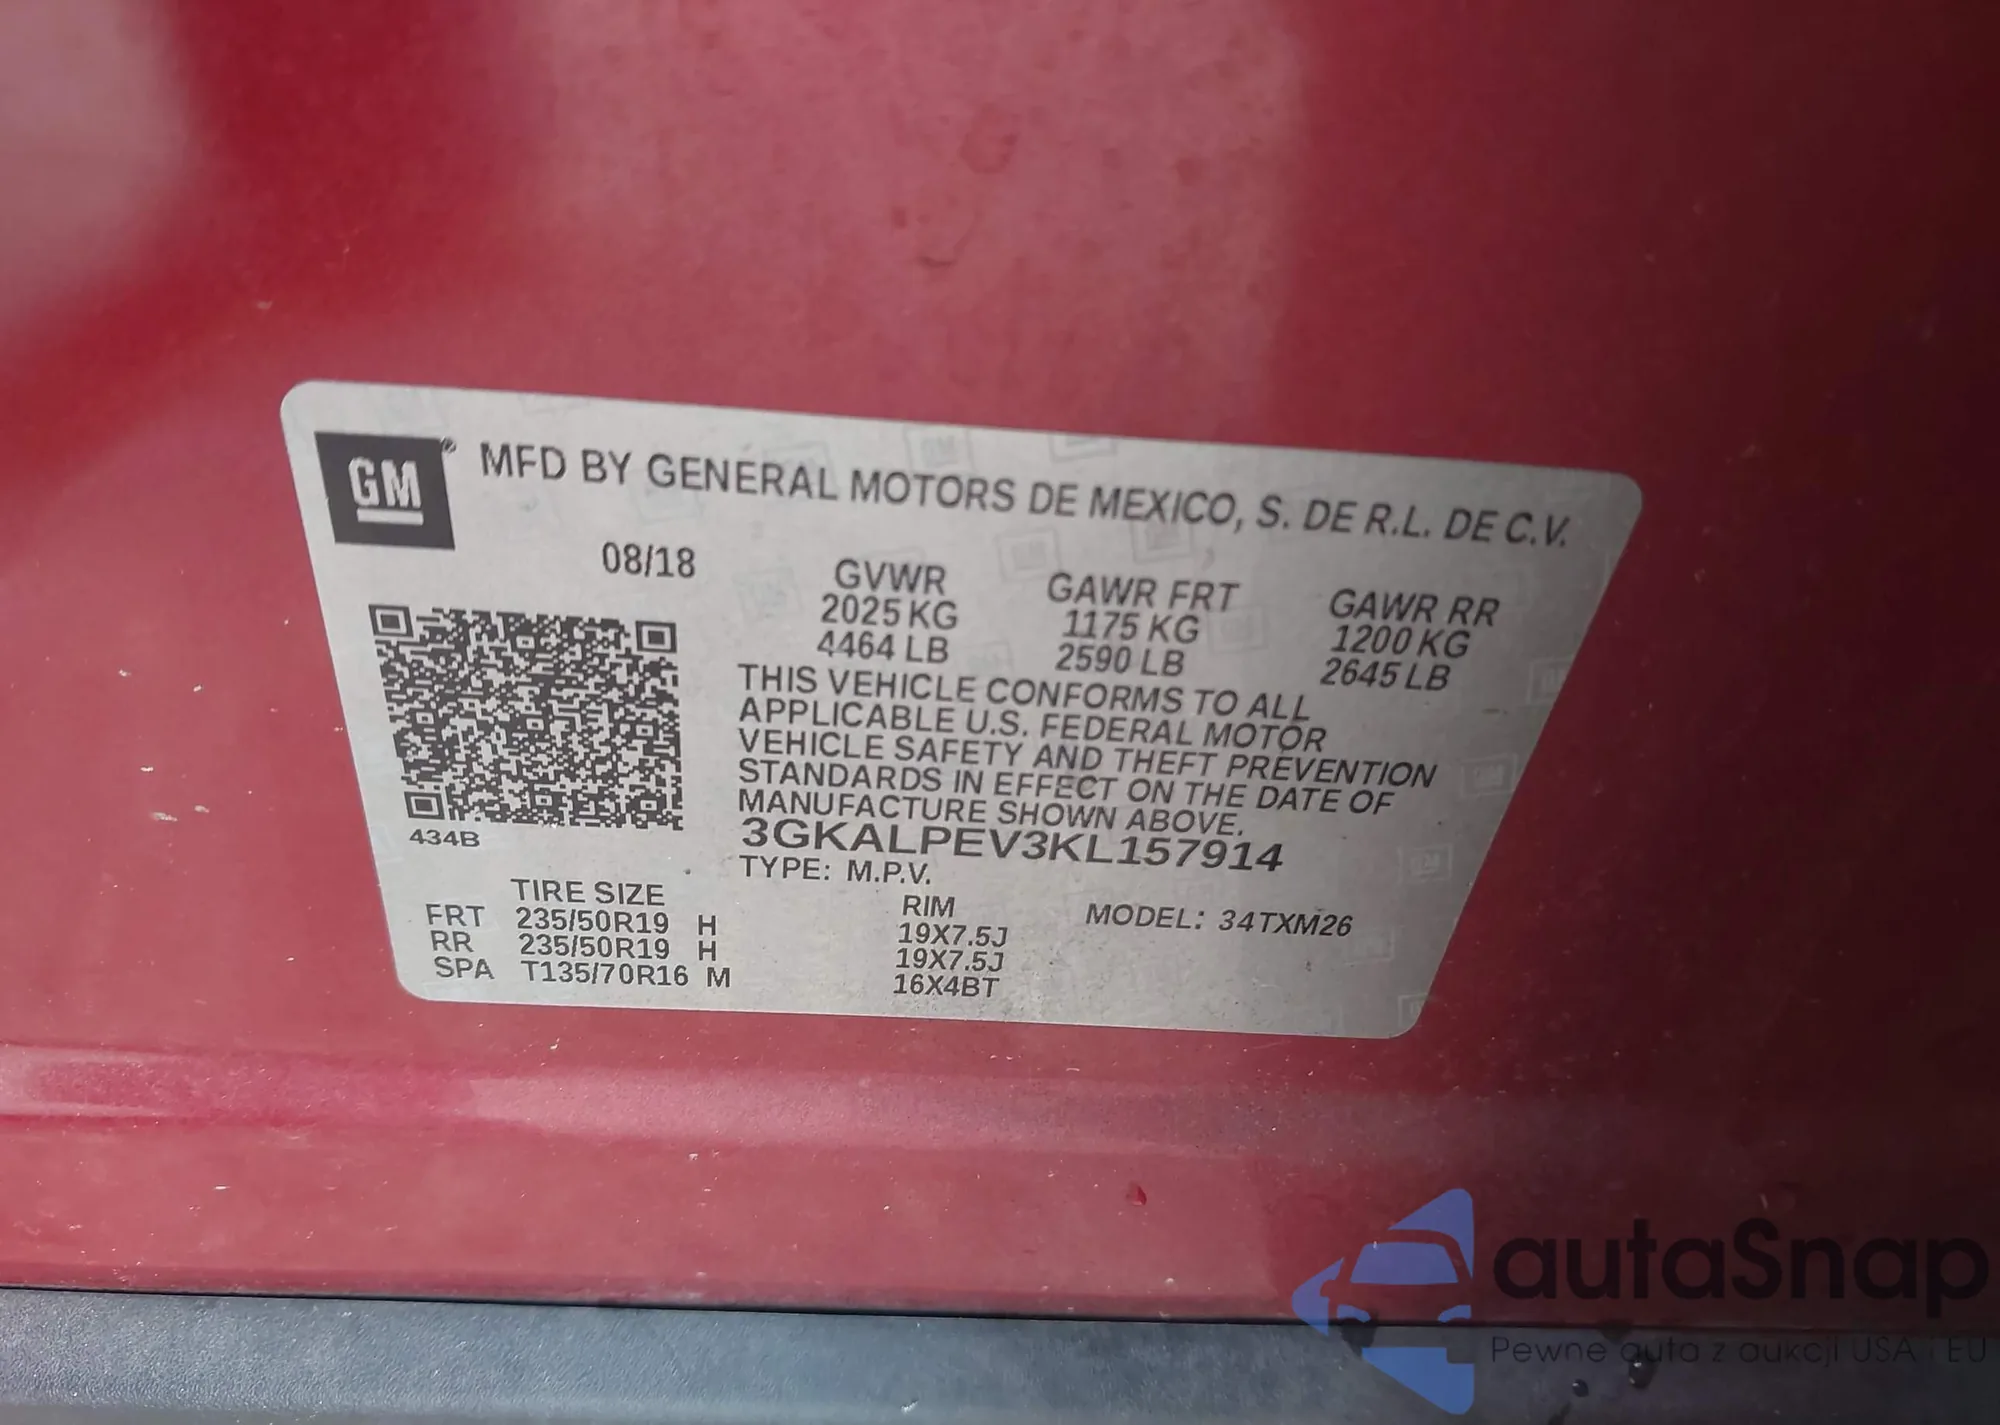 GM® MFD BY GENERAL MOTORS DE MEXICO, S. DE R.L. DE C.V.
08/18 GVWR GAWR FRT GAWR RR
2025 KG 1175 KG 1200 KG
4464 LB 2590 LB 2645 LB
THIS VEHICLE CONFORMS TO ALL
APPLICABLE U.S. FEDERAL MOTOR
VEHICLE SAFETY AND THEFT PREVENTION
STANDARDS IN EFFECT ON THE DATE OF
MANUFACTURE SHOWN ABOVE.
434B 3GKALPEV3KL157914
TYPE: M.P.V.
TIRE SIZE RIM MODEL: 34TXM26
FRT 235/50R19 H 19X7.5J
RR 235/50R19 H 19X7.5J
SPA T135/70R16 M 16X4BT
autaSnap
Pewne auta z aukcji USA i EU